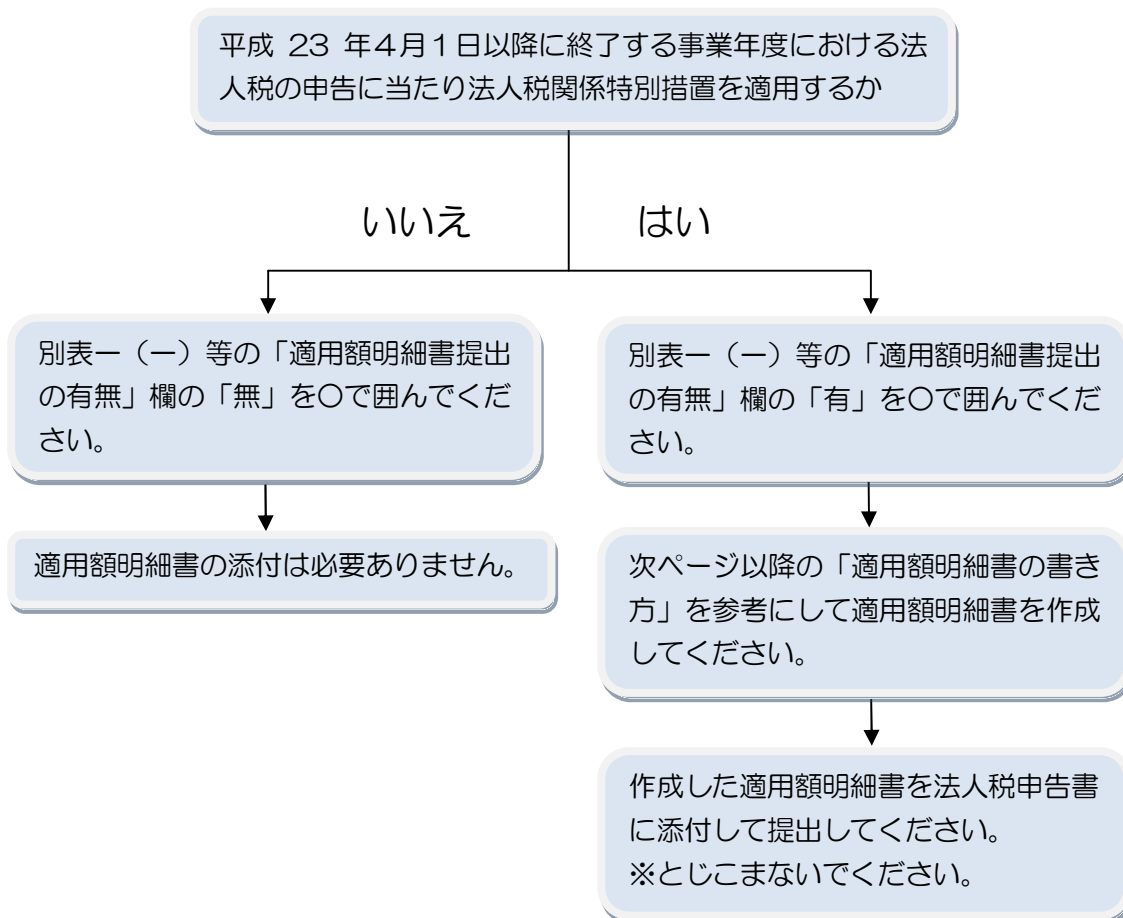 平成 23 年4月1日以降に終了する事業年度における法
人税の申告に当たり法人税関係特別措置を適用するか
いいえ
はい
別表一(一)等の「適用額明細書提出
の有無」欄の「無」を〇で囲んでくだ
さい。
適用額明細書の添付は必要ありません。
別表一(一)等の「適用額明細書提出
の有無」欄の「有」を〇で囲んでくだ
さい。
次ページ以降の「適用額明細書の書き
方」を参考にして適用額明細書を作成
してください。
作成した適用額明細書を法人税申告書
に添付して提出してください。
※とじこまないでください。